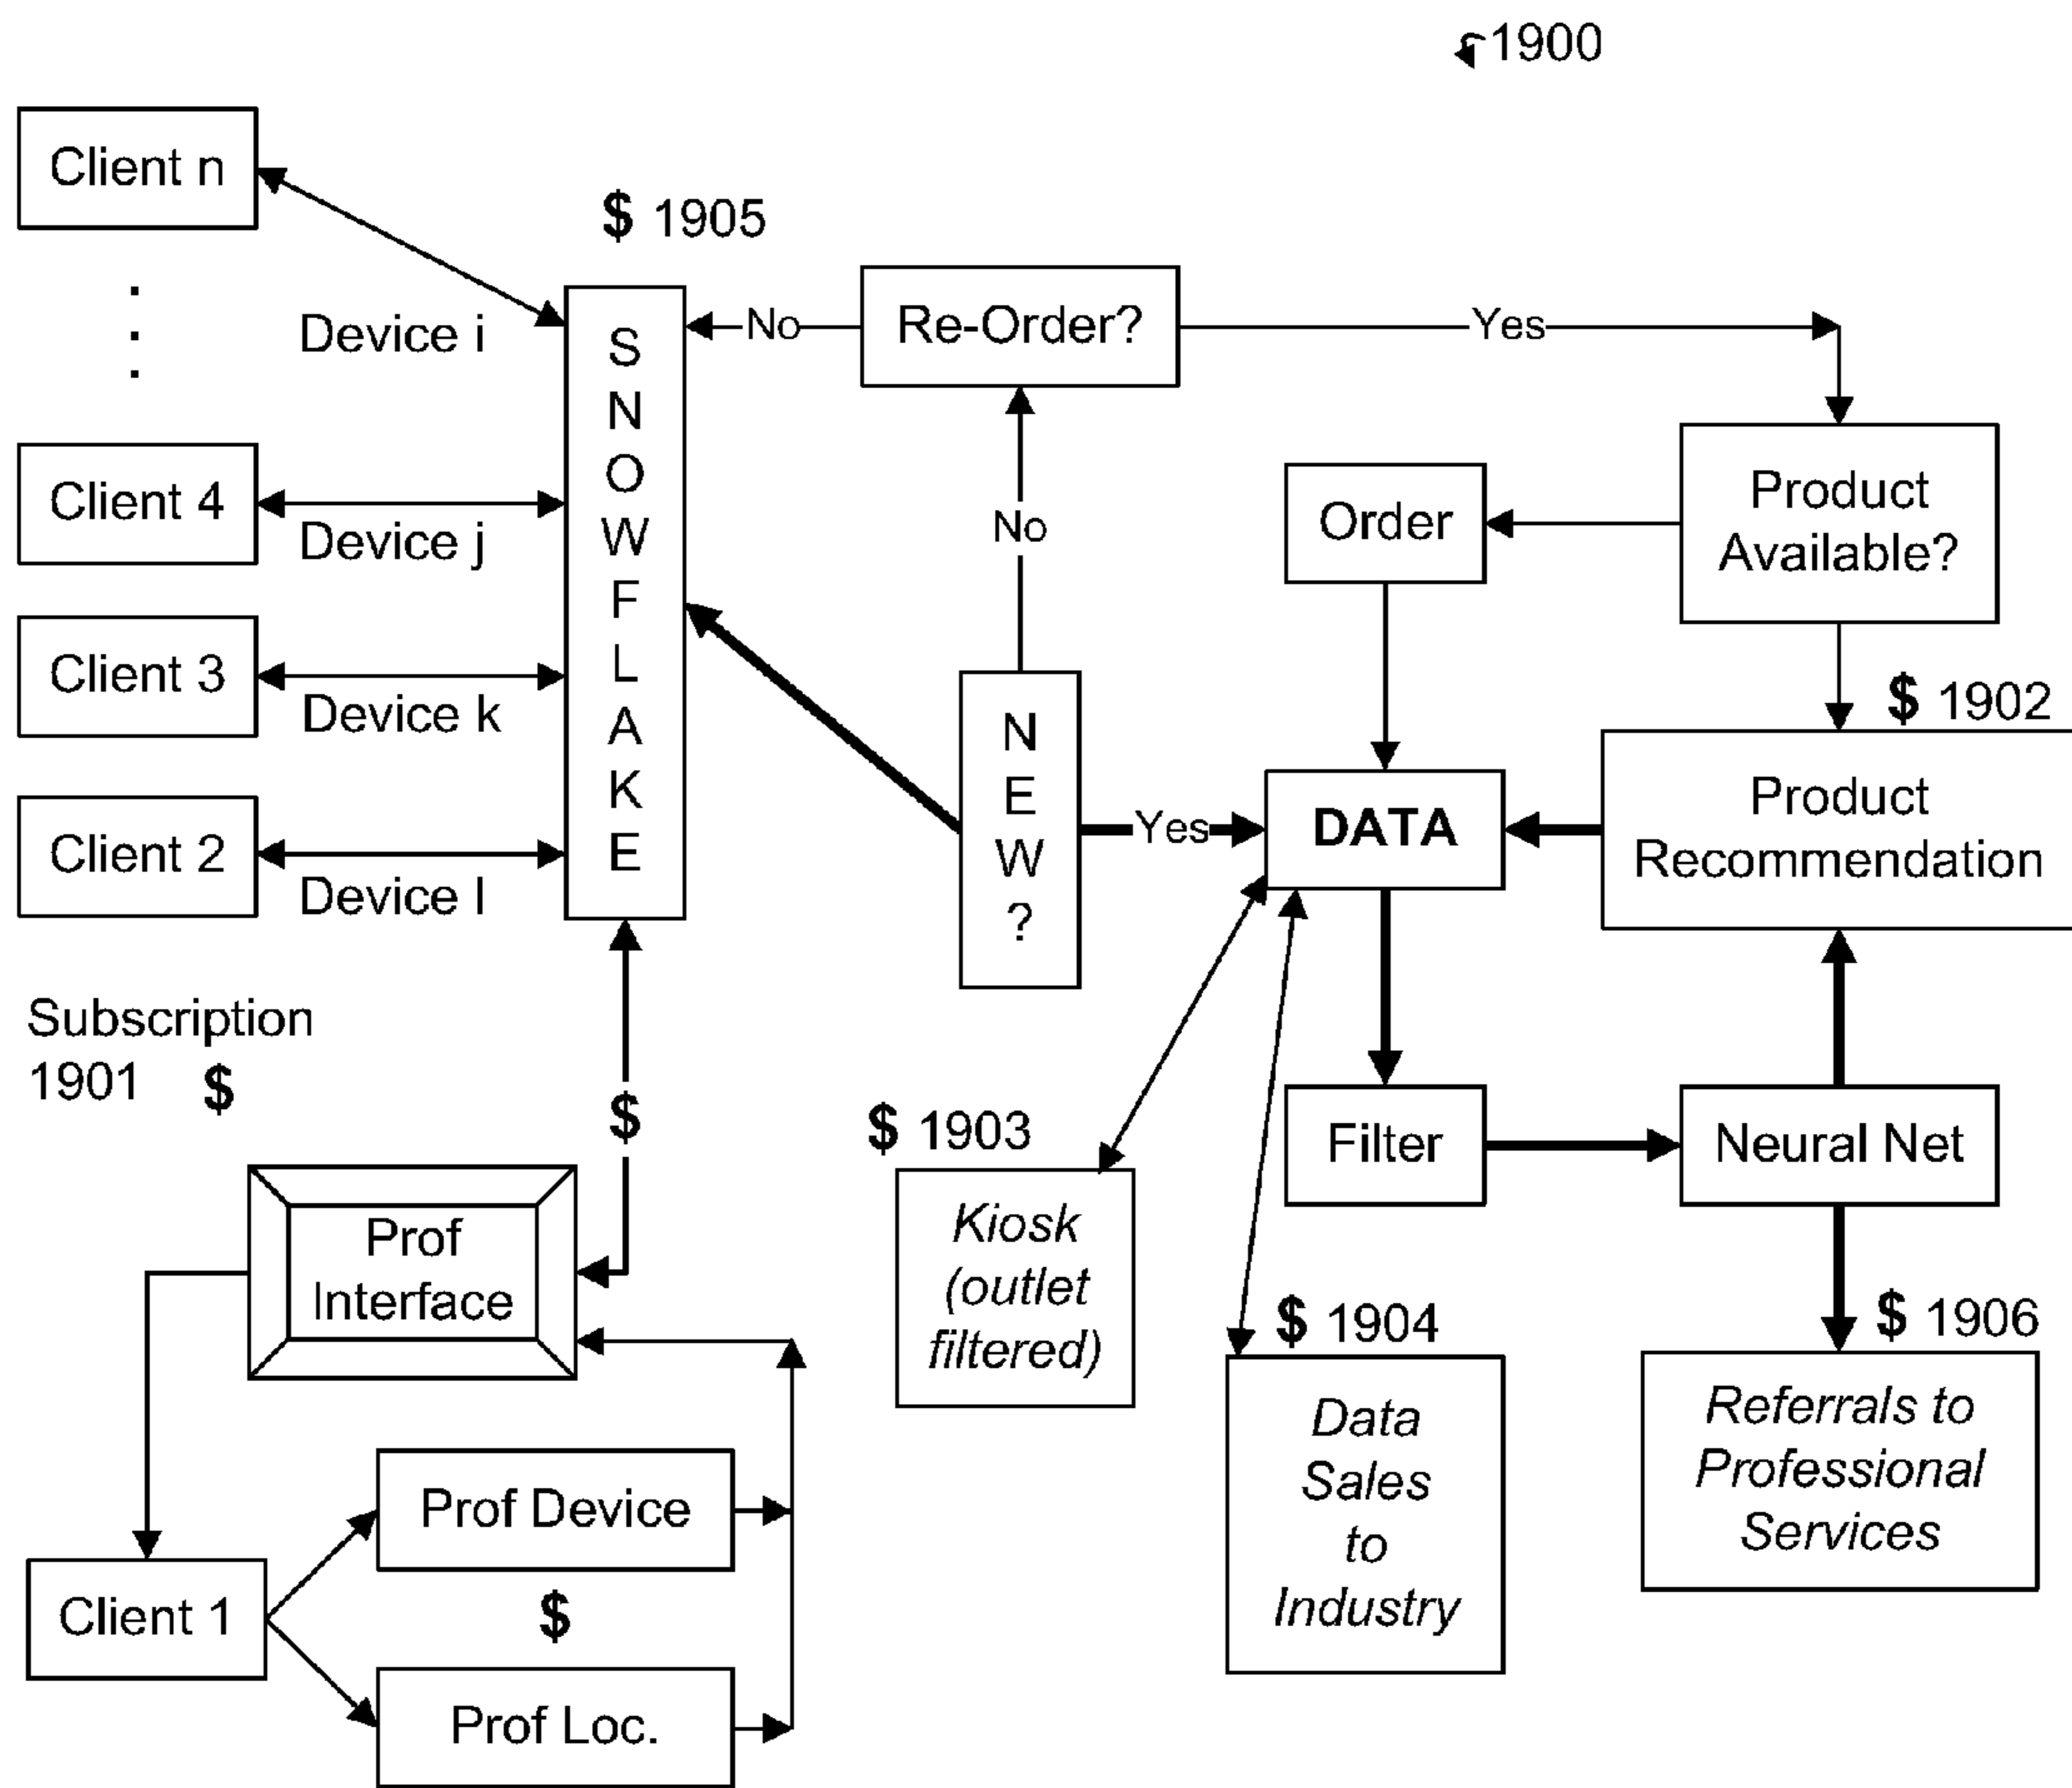 1900
Client n
$ 1905
Device i
No
Re-Order?
Yes
SNOWFLAKE
Client 4
Device j
No
Order
Product
Available?
Client 3
Device k
$ 1902
NEW?
Yes
DATA
Product
Recommendation
Client 2
Device l
Subscription
1901 $
$
$ 1903
Kiosk
(outlet
filtered)
Filter
Neural Net
Prof
Interface
$ 1904
Data
Sales
to
Industry
$ 1906
Referrals to
Professional
Services
Prof Device
$
Client 1
Prof Loc.